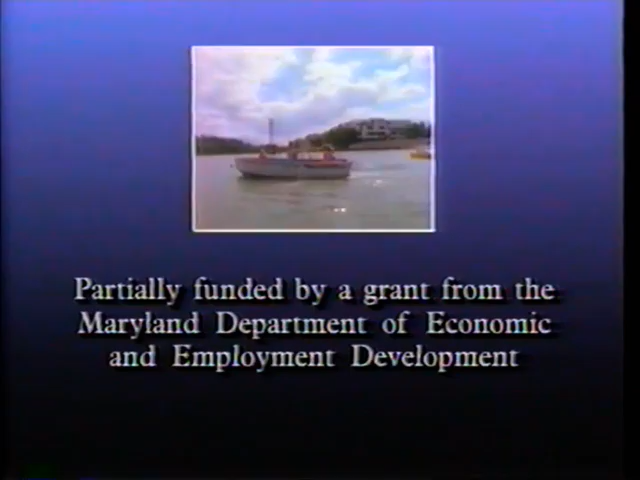 Partially funded by a grant from the
Maryland Department of Economic
and Employment Development